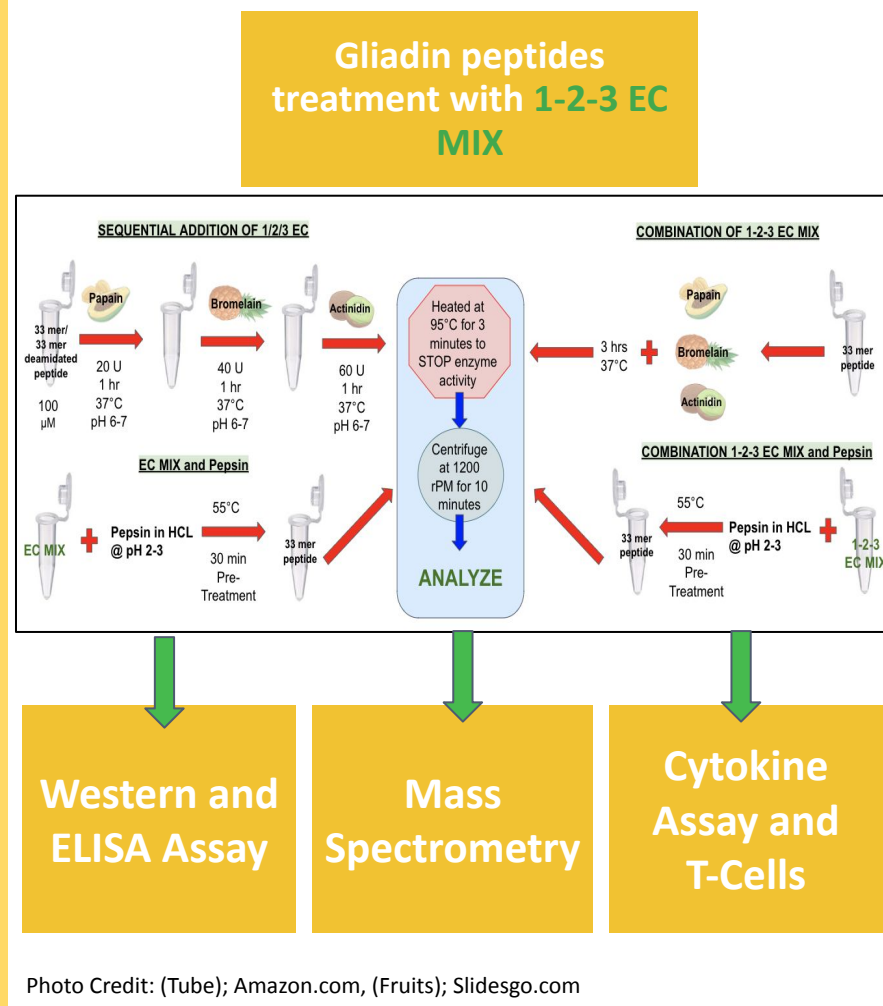 Gliadin peptides
treatment with 1-2-3 EC
MIX
SEQUENTIAL ADDITION OF 1/2/3 EC
33 mer/
33 mer
deamidated
peptide
100
µM
Papain
20 U
1 hr
37°C
pH 6-7
Bromelain
40 U
1 hr
37°C
pH 6-7
Actinidin
60 U
1 hr
37°C
pH 6-7
EC MIX and Pepsin
EC MIX
Pepsin in HCL
@ pH 2-3
55°C
30 min
Pre-
Treatment
33 mer
peptide
Heated at
95°C for 3
minutes to
STOP enzyme
activity
Centrifuge
at 1200
rPM for 10
minutes
ANALYZE
COMBINATION OF 1-2-3 EC MIX
3 hrs
37°C
Papain
Bromelain
Actinidin
33 mer
peptide
COMBINATION 1-2-3 EC MIX and Pepsin
33 mer
peptide
55°C
30 min
Pre-
Treatment
Pepsin in HCL
@ pH 2-3
1-2-3
EC MIX
Western and
ELISA Assay
Mass
Spectrometry
Cytokine
Assay and
T-Cells
Photo Credit: (Tube); Amazon.com, (Fruits); Slidesgo.com